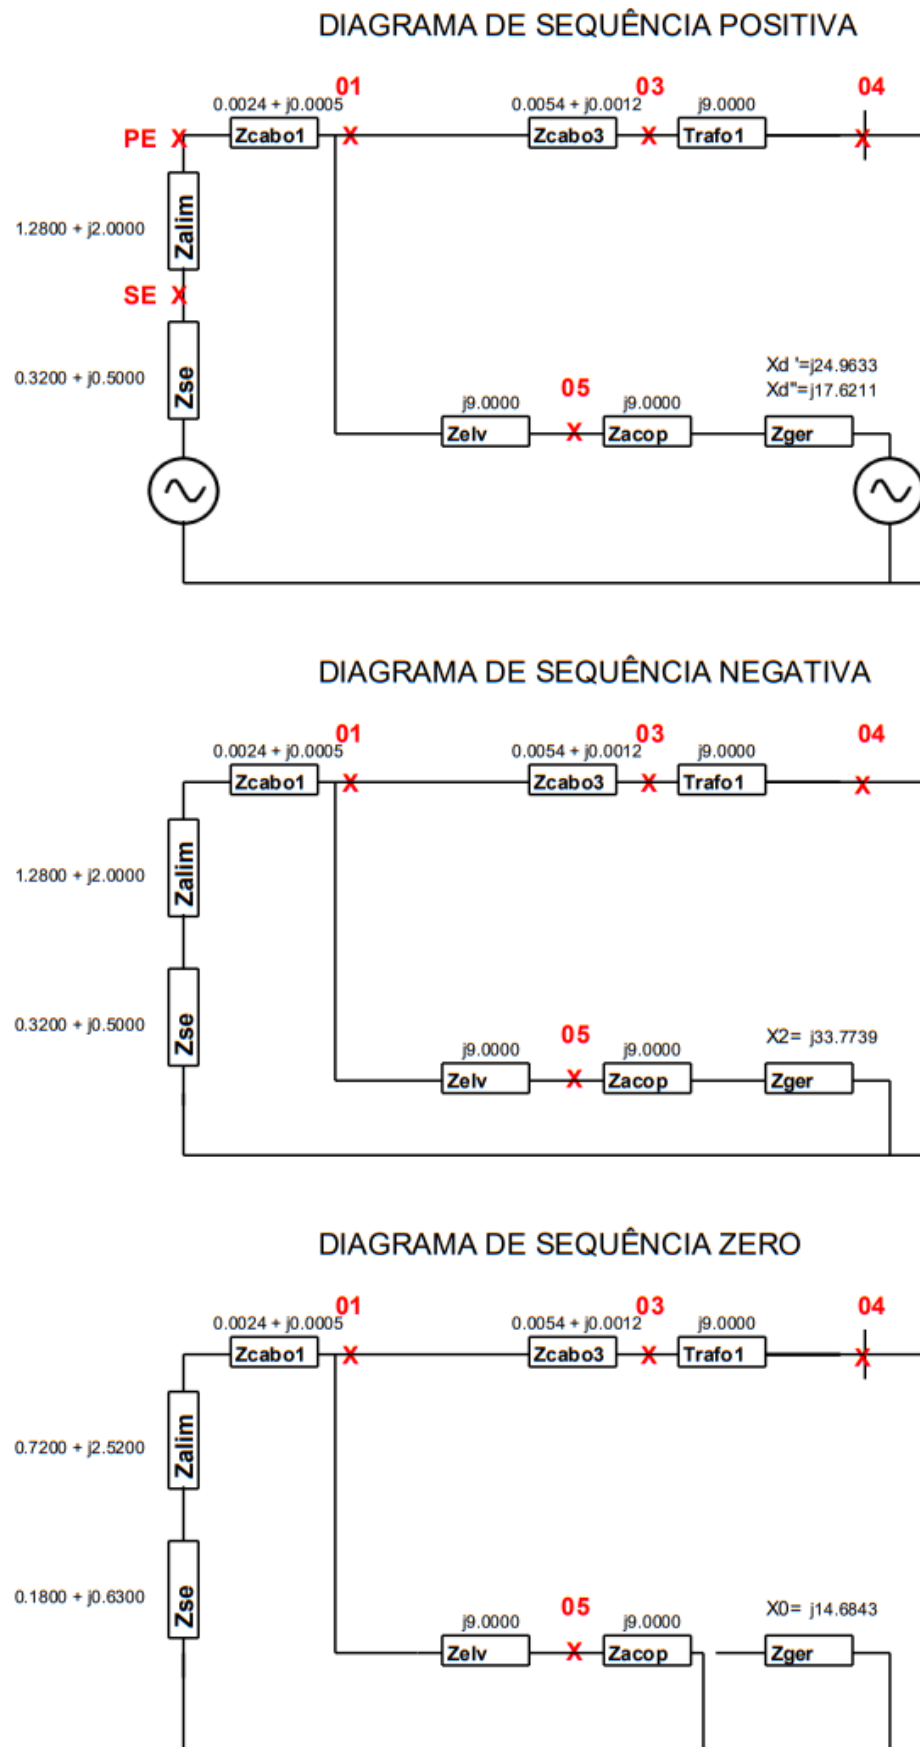 DIAGRAMA DE SEQUÊNCIA POSITIVA
01 03 04
0.0024 + j0.0005 0.0054 + j0.0012 j9.0000
PE X Zcabo1 X Zcabo3 X Trafo1 X
1.2800 + j2.0000 Zalim
SE X
0.3200 + j0.5000 Zse
Xd '=j24.9633
Xd"=j17.6211
05
j9.0000 j9.0000
Zelv X Zacop Zger
DIAGRAMA DE SEQUÊNCIA NEGATIVA
01 03 04
0.0024 + j0.0005 0.0054 + j0.0012 j9.0000
Zcabo1 X Zcabo3 X Trafo1 X
1.2800 + j2.0000 Zalim
0.3200 + j0.5000 Zse
05 X2= j33.7739
j9.0000 j9.0000
Zelv X Zacop Zger
DIAGRAMA DE SEQUÊNCIA ZERO
01 03 04
0.0024 + j0.0005 0.0054 + j0.0012 j9.0000
Zcabo1 X Zcabo3 X Trafo1 X
0.7200 + j2.5200 Zalim
0.1800 + j0.6300 Zse
05 X0= j14.6843
j9.0000 j9.0000
Zelv X Zacop Zger